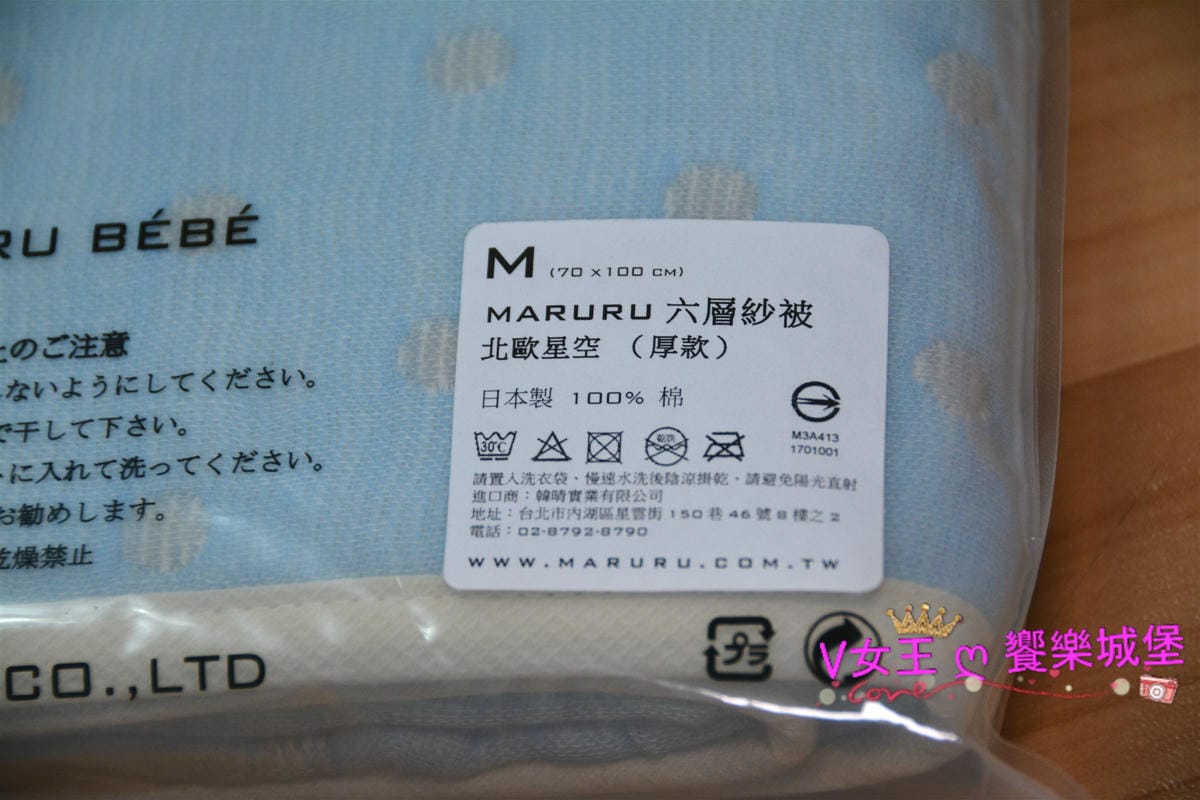 RU BÉBÉ
のご注意
ないようにしてください。
で干して下さい。
に入れて洗ってください。
お勧めします。
乾燥禁止
CO.,LTD
M (70 x 100 CM)
MARURU 六層紗被
北歐星空 （厚款）
日本製 100% 棉
M3A413
1701001
30℃
乾洗
請置入洗衣袋、慢速水洗後陰涼掛乾、請避免陽光直射
進口商：韓晴實業有限公司
地址：台北市內湖區星雲街 150 巷 46 號 8 樓之 2
電話：02-8792-8790
WWW.MARURU.COM.TW
プラ
V女王 ღ 饗樂城堡
Love